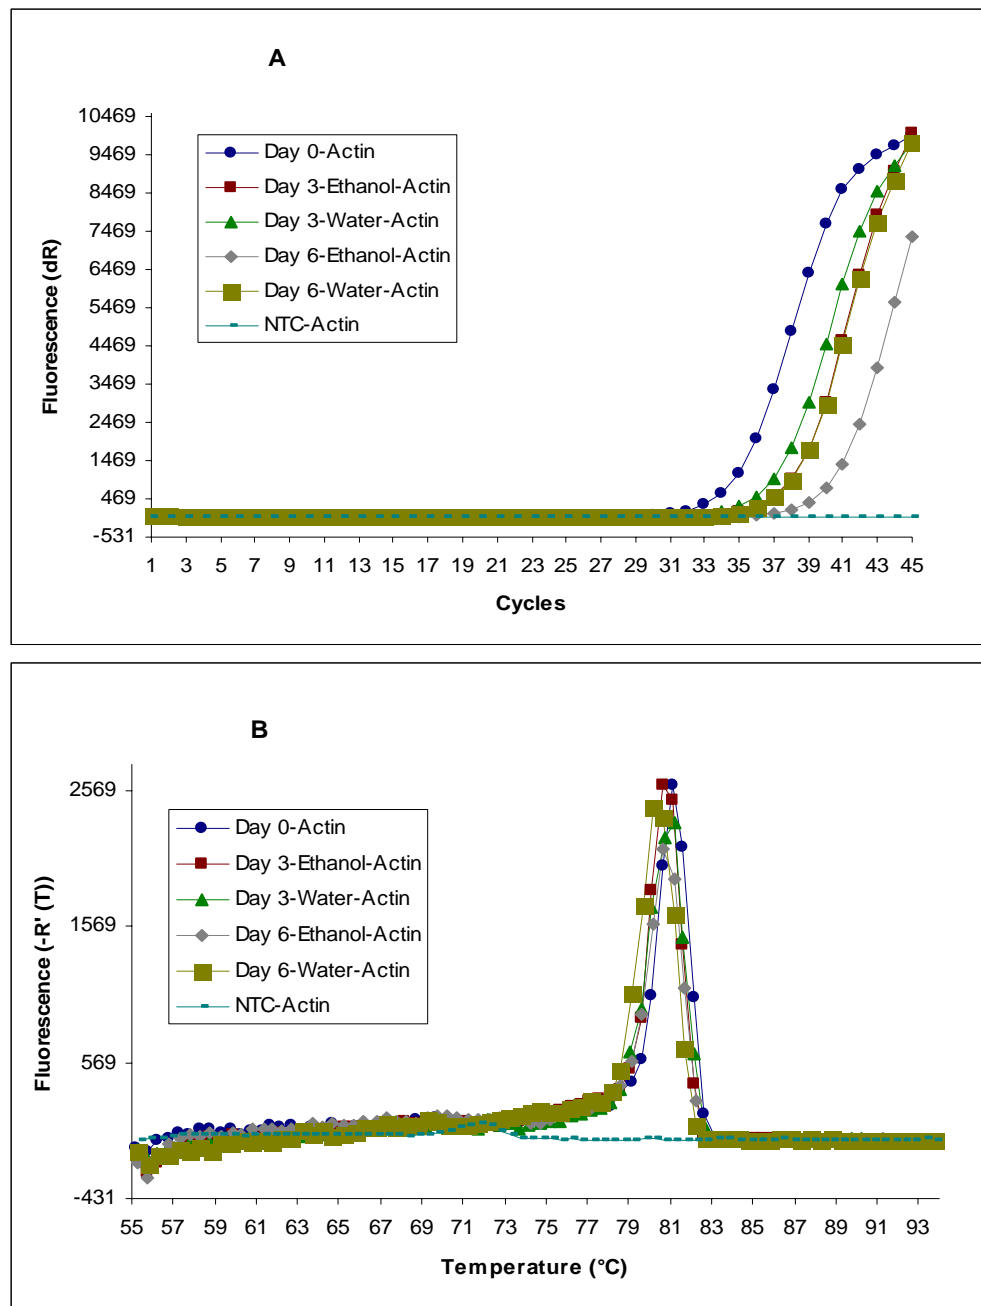 A
10469
9469
8469
7469
6469
5469
4469
3469
2469
1469
469
-531
Fluorescence (dR)
Day 0-Actin
Day 3-Ethanol-Actin
Day 3-Water-Actin
Day 6-Ethanol-Actin
Day 6-Water-Actin
NTC-Actin
1 3 5 7 9 11 13 15 17 19 21 23 25 27 29 31 33 35 37 39 41 43 45
Cycles
B
2569
1569
569
-431
Fluorescence (-R' (T))
Day 0-Actin
Day 3-Ethanol-Actin
Day 3-Water-Actin
Day 6-Ethanol-Actin
Day 6-Water-Actin
NTC-Actin
55 57 59 61 63 65 67 69 71 73 75 77 79 81 83 85 87 89 91 93
Temperature (°C)